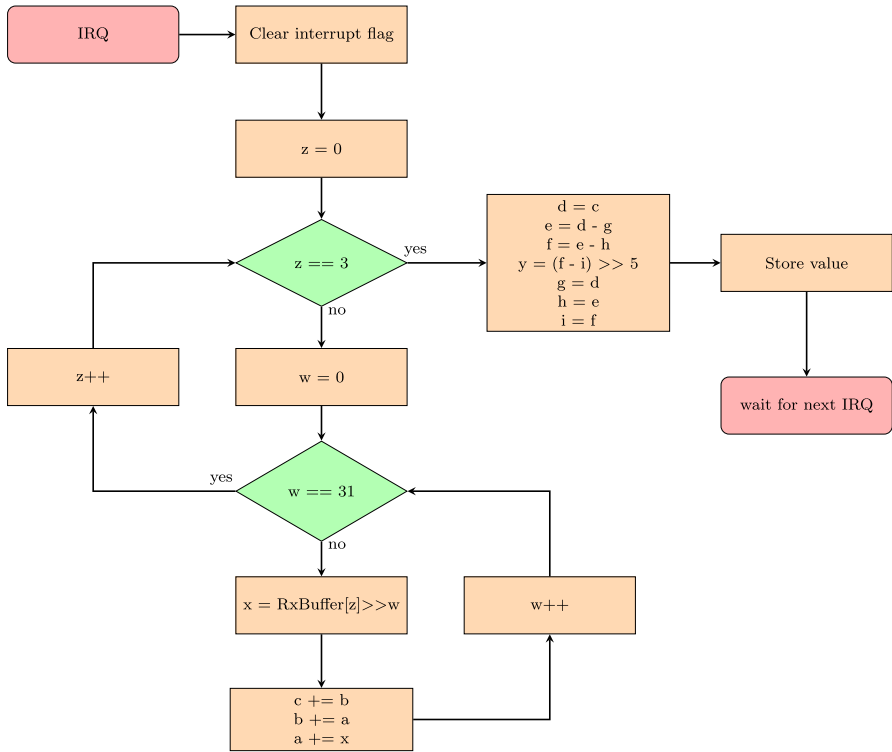 IRQ
Clear interrupt flag
z = 0
z == 3
yes
no
d = c
e = d - g
f = e - h
y = (f - i) >> 5
g = d
h = e
i = f
Store value
wait for next IRQ
z++
w = 0
w == 31
yes
no
x = RxBuffer[z]>>w
w++
c += b
b += a
a += x